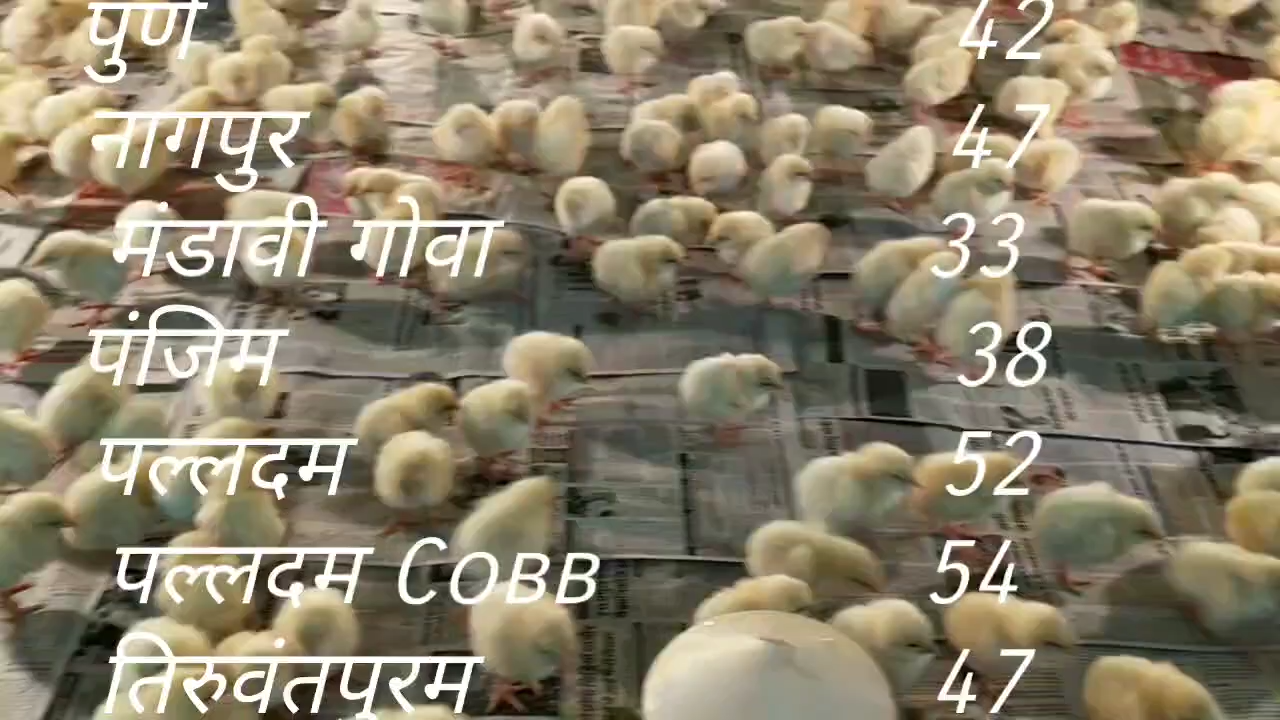 पुणे 42
नागपुर 47
मंडावी गोवा 33
पंजिम 38
पल्लदम 52
पल्लदम COBB 54
तिरुवंतपुरम 47